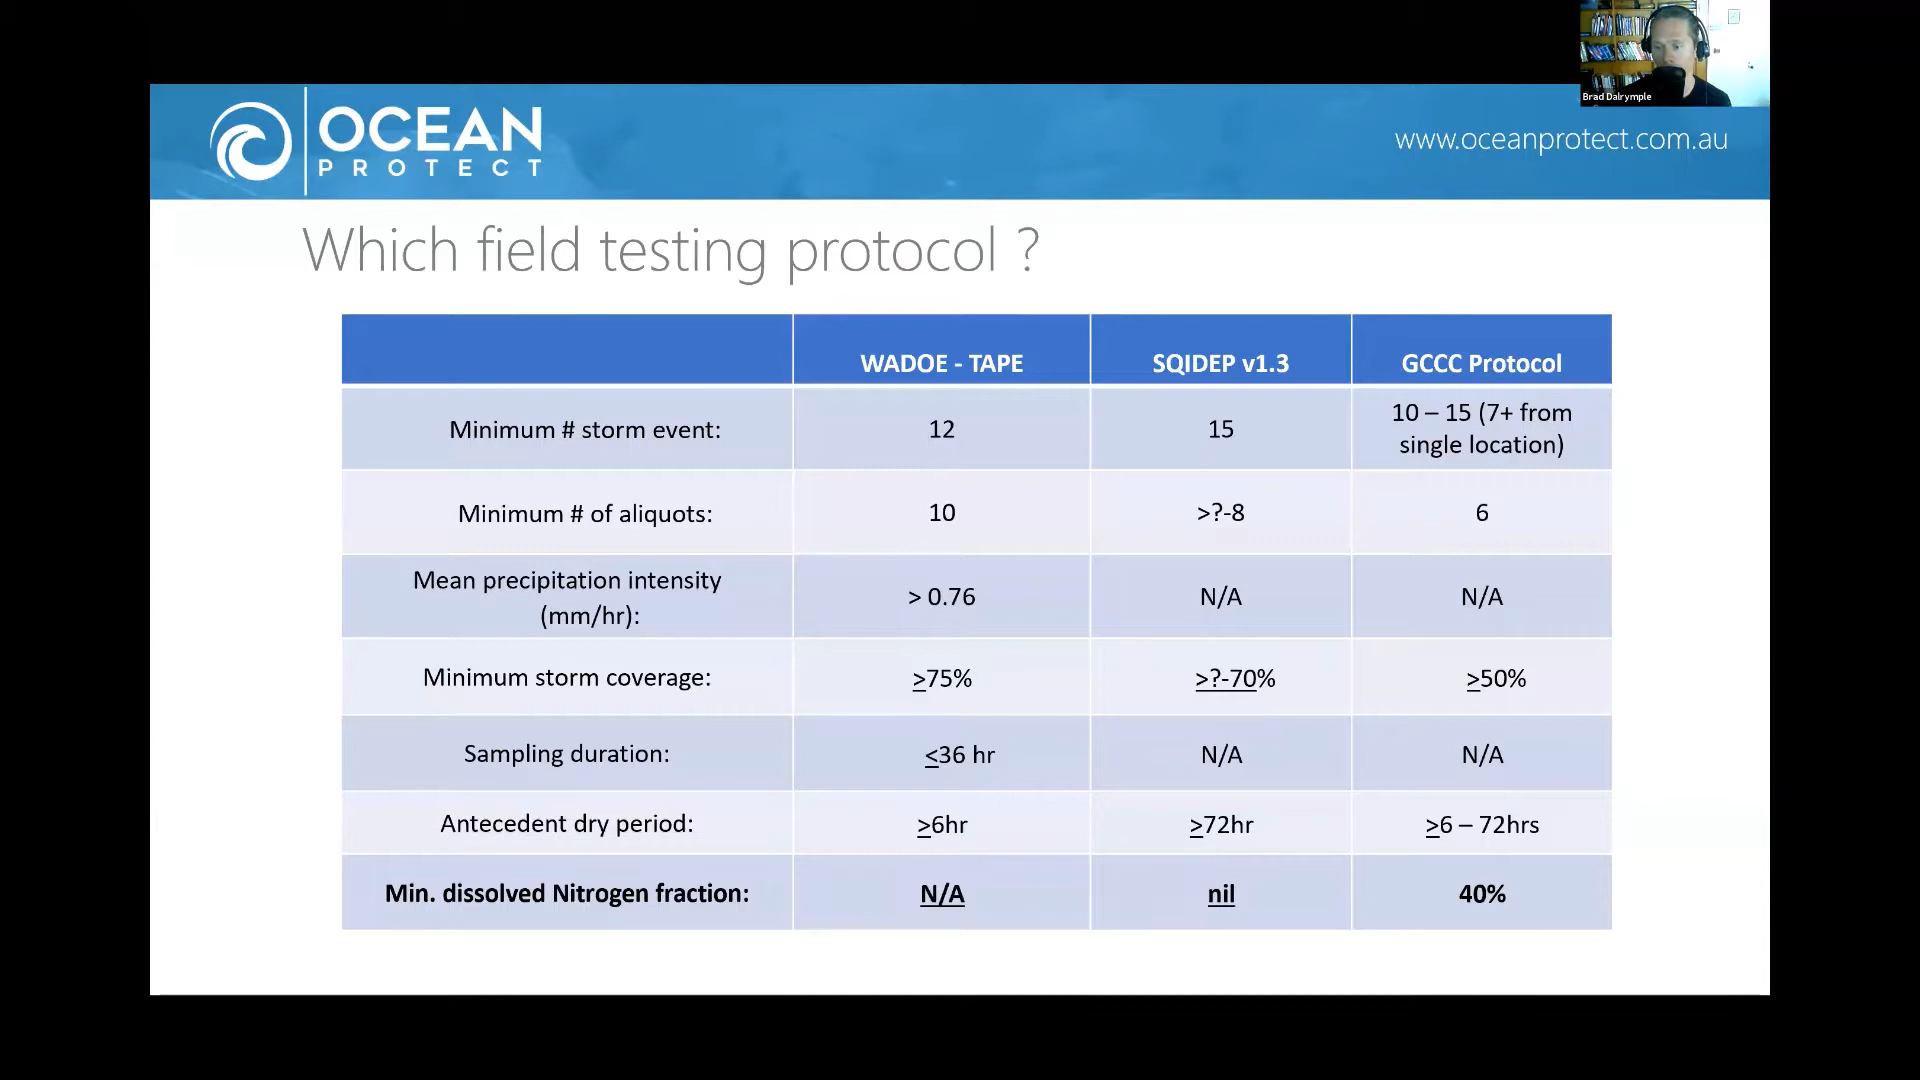 Brad Dalrymple
OCEAN
PROTECT
www.oceanprotect.com.au
Which field testing protocol ?
WADOE - TAPE
SQIDEP v1.3
GCCC Protocol
Minimum # storm event:
12
15
10 – 15 (7+ from
single location)
Minimum # of aliquots:
10
>?-8
6
Mean precipitation intensity
(mm/hr):
> 0.76
N/A
N/A
Minimum storm coverage:
>75%
>?-70%
>50%
Sampling duration:
<36 hr
N/A
N/A
Antecedent dry period:
>6hr
>72hr
>6 – 72hrs
Min. dissolved Nitrogen fraction:
N/A
nil
40%